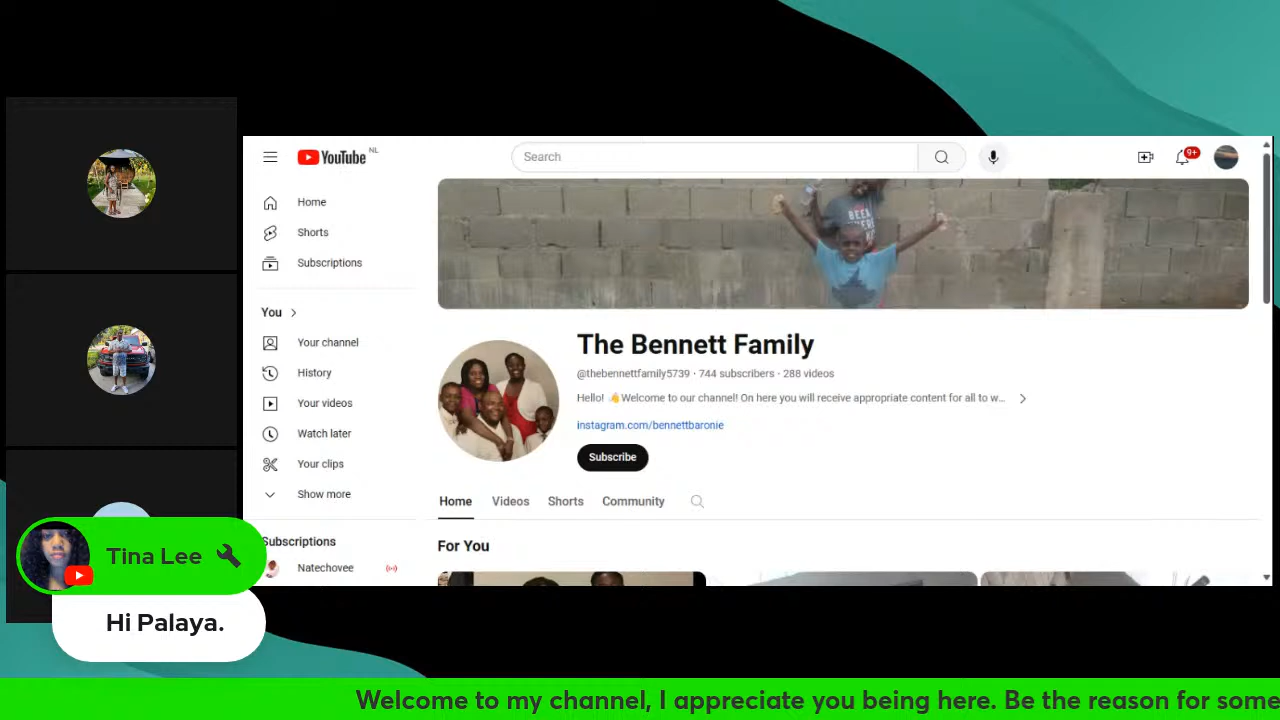 YouTube NL
Search
9+
Home
Shorts
Subscriptions
You
Your channel
History
Your videos
Watch later
Your clips
Show more
Subscriptions
Natechovee
The Bennett Family
@thebennettfamily5739 · 744 subscribers · 288 videos
Hello! 👋Welcome to our channel! On here you will receive appropriate content for all to w...
instagram.com/bennettbaronie
Subscribe
Home Videos Shorts Community
For You
Tina Lee
Hi Palaya.
Welcome to my channel, I appreciate you being here. Be the reason for some